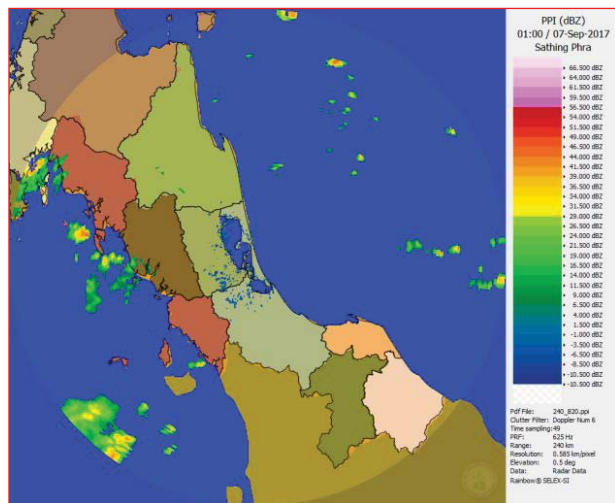 PPI (dBZ)
01:00 / 07-Sep-2017
Sathing Phra
66.500 dBZ
64.000 dBZ
61.500 dBZ
59.000 dBZ
56.500 dBZ
54.000 dBZ
51.500 dBZ
49.000 dBZ
46.500 dBZ
44.000 dBZ
41.500 dBZ
39.000 dBZ
36.500 dBZ
34.000 dBZ
31.500 dBZ
29.000 dBZ
26.500 dBZ
24.000 dBZ
21.500 dBZ
19.000 dBZ
16.500 dBZ
14.000 dBZ
11.500 dBZ
9.000 dBZ
6.500 dBZ
4.000 dBZ
1.500 dBZ
-1.000 dBZ
-3.500 dBZ
-6.000 dBZ
-8.500 dBZ
-10.500 dBZ
Pdf File: 240_820.ppi
Clutter Filter: Doppler Num 6
Time sampling: 49
PRF: 625 Hz
Range: 240 km
Resolution: 0.585 km/pixel
Elevation: 0.5 deg
Data: Radar Data
Rainbow® SELEX-SI